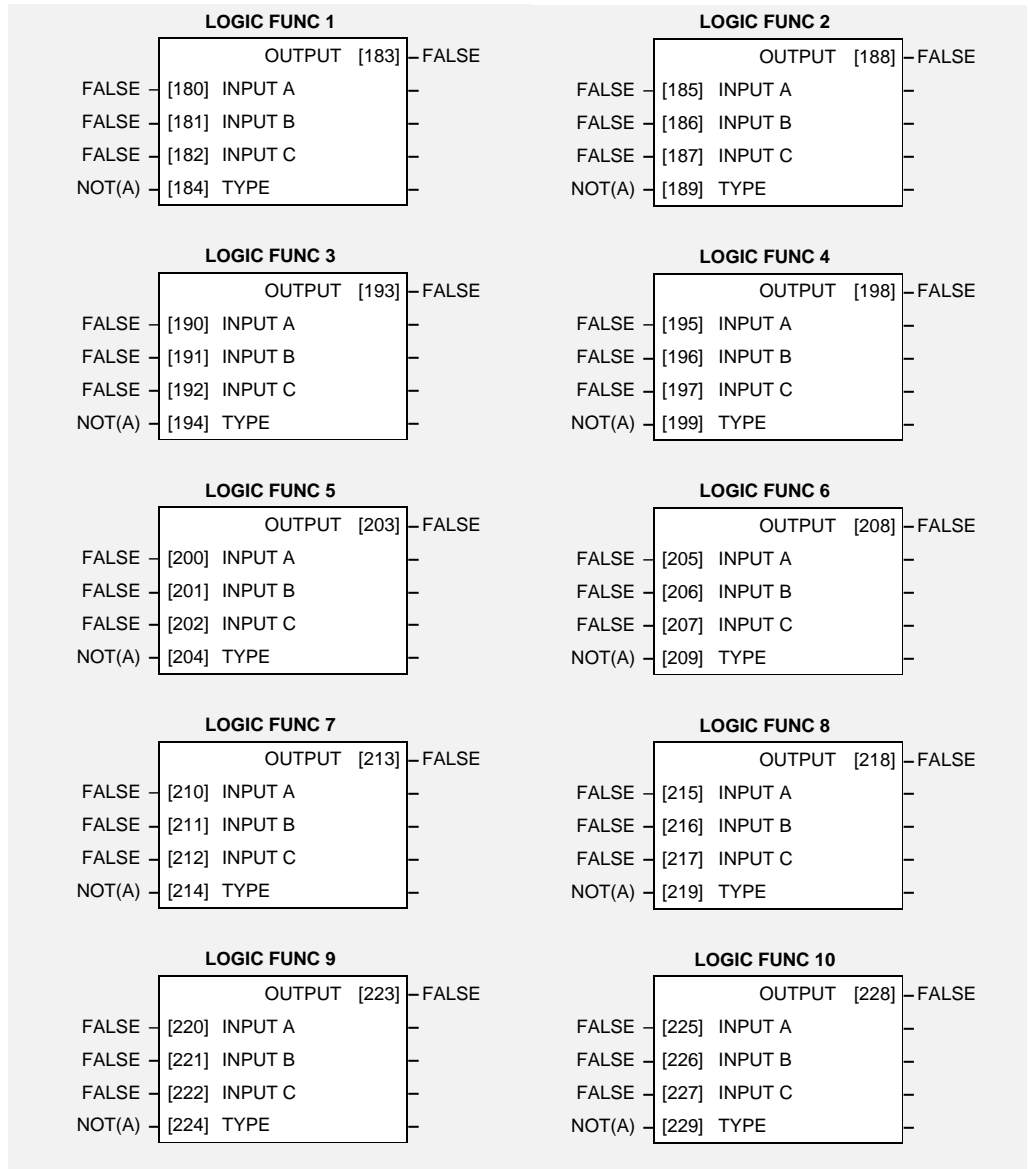 LOGIC FUNC 1
OUTPUT [183] – FALSE
FALSE – [180] INPUT A –
FALSE – [181] INPUT B –
FALSE – [182] INPUT C –
NOT(A) – [184] TYPE –
LOGIC FUNC 2
OUTPUT [188] – FALSE
FALSE – [185] INPUT A –
FALSE – [186] INPUT B –
FALSE – [187] INPUT C –
NOT(A) – [189] TYPE –
LOGIC FUNC 3
OUTPUT [193] – FALSE
FALSE – [190] INPUT A –
FALSE – [191] INPUT B –
FALSE – [192] INPUT C –
NOT(A) – [194] TYPE –
LOGIC FUNC 4
OUTPUT [198] – FALSE
FALSE – [195] INPUT A –
FALSE – [196] INPUT B –
FALSE – [197] INPUT C –
NOT(A) – [199] TYPE –
LOGIC FUNC 5
OUTPUT [203] – FALSE
FALSE – [200] INPUT A –
FALSE – [201] INPUT B –
FALSE – [202] INPUT C –
NOT(A) – [204] TYPE –
LOGIC FUNC 6
OUTPUT [208] – FALSE
FALSE – [205] INPUT A –
FALSE – [206] INPUT B –
FALSE – [207] INPUT C –
NOT(A) – [209] TYPE –
LOGIC FUNC 7
OUTPUT [213] – FALSE
FALSE – [210] INPUT A –
FALSE – [211] INPUT B –
FALSE – [212] INPUT C –
NOT(A) – [214] TYPE –
LOGIC FUNC 8
OUTPUT [218] – FALSE
FALSE – [215] INPUT A –
FALSE – [216] INPUT B –
FALSE – [217] INPUT C –
NOT(A) – [219] TYPE –
LOGIC FUNC 9
OUTPUT [223] – FALSE
FALSE – [220] INPUT A –
FALSE – [221] INPUT B –
FALSE – [222] INPUT C –
NOT(A) – [224] TYPE –
LOGIC FUNC 10
OUTPUT [228] – FALSE
FALSE – [225] INPUT A –
FALSE – [226] INPUT B –
FALSE – [227] INPUT C –
NOT(A) – [229] TYPE –